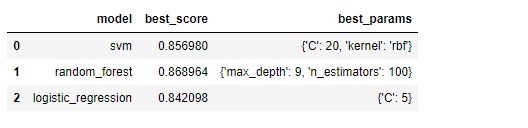 model best_score best_params
0 svm 0.856980 {'C': 20, 'kernel': 'rbf'}
1 random_forest 0.868964 {'max_depth': 9, 'n_estimators': 100}
2 logistic_regression 0.842098 {'C': 5}